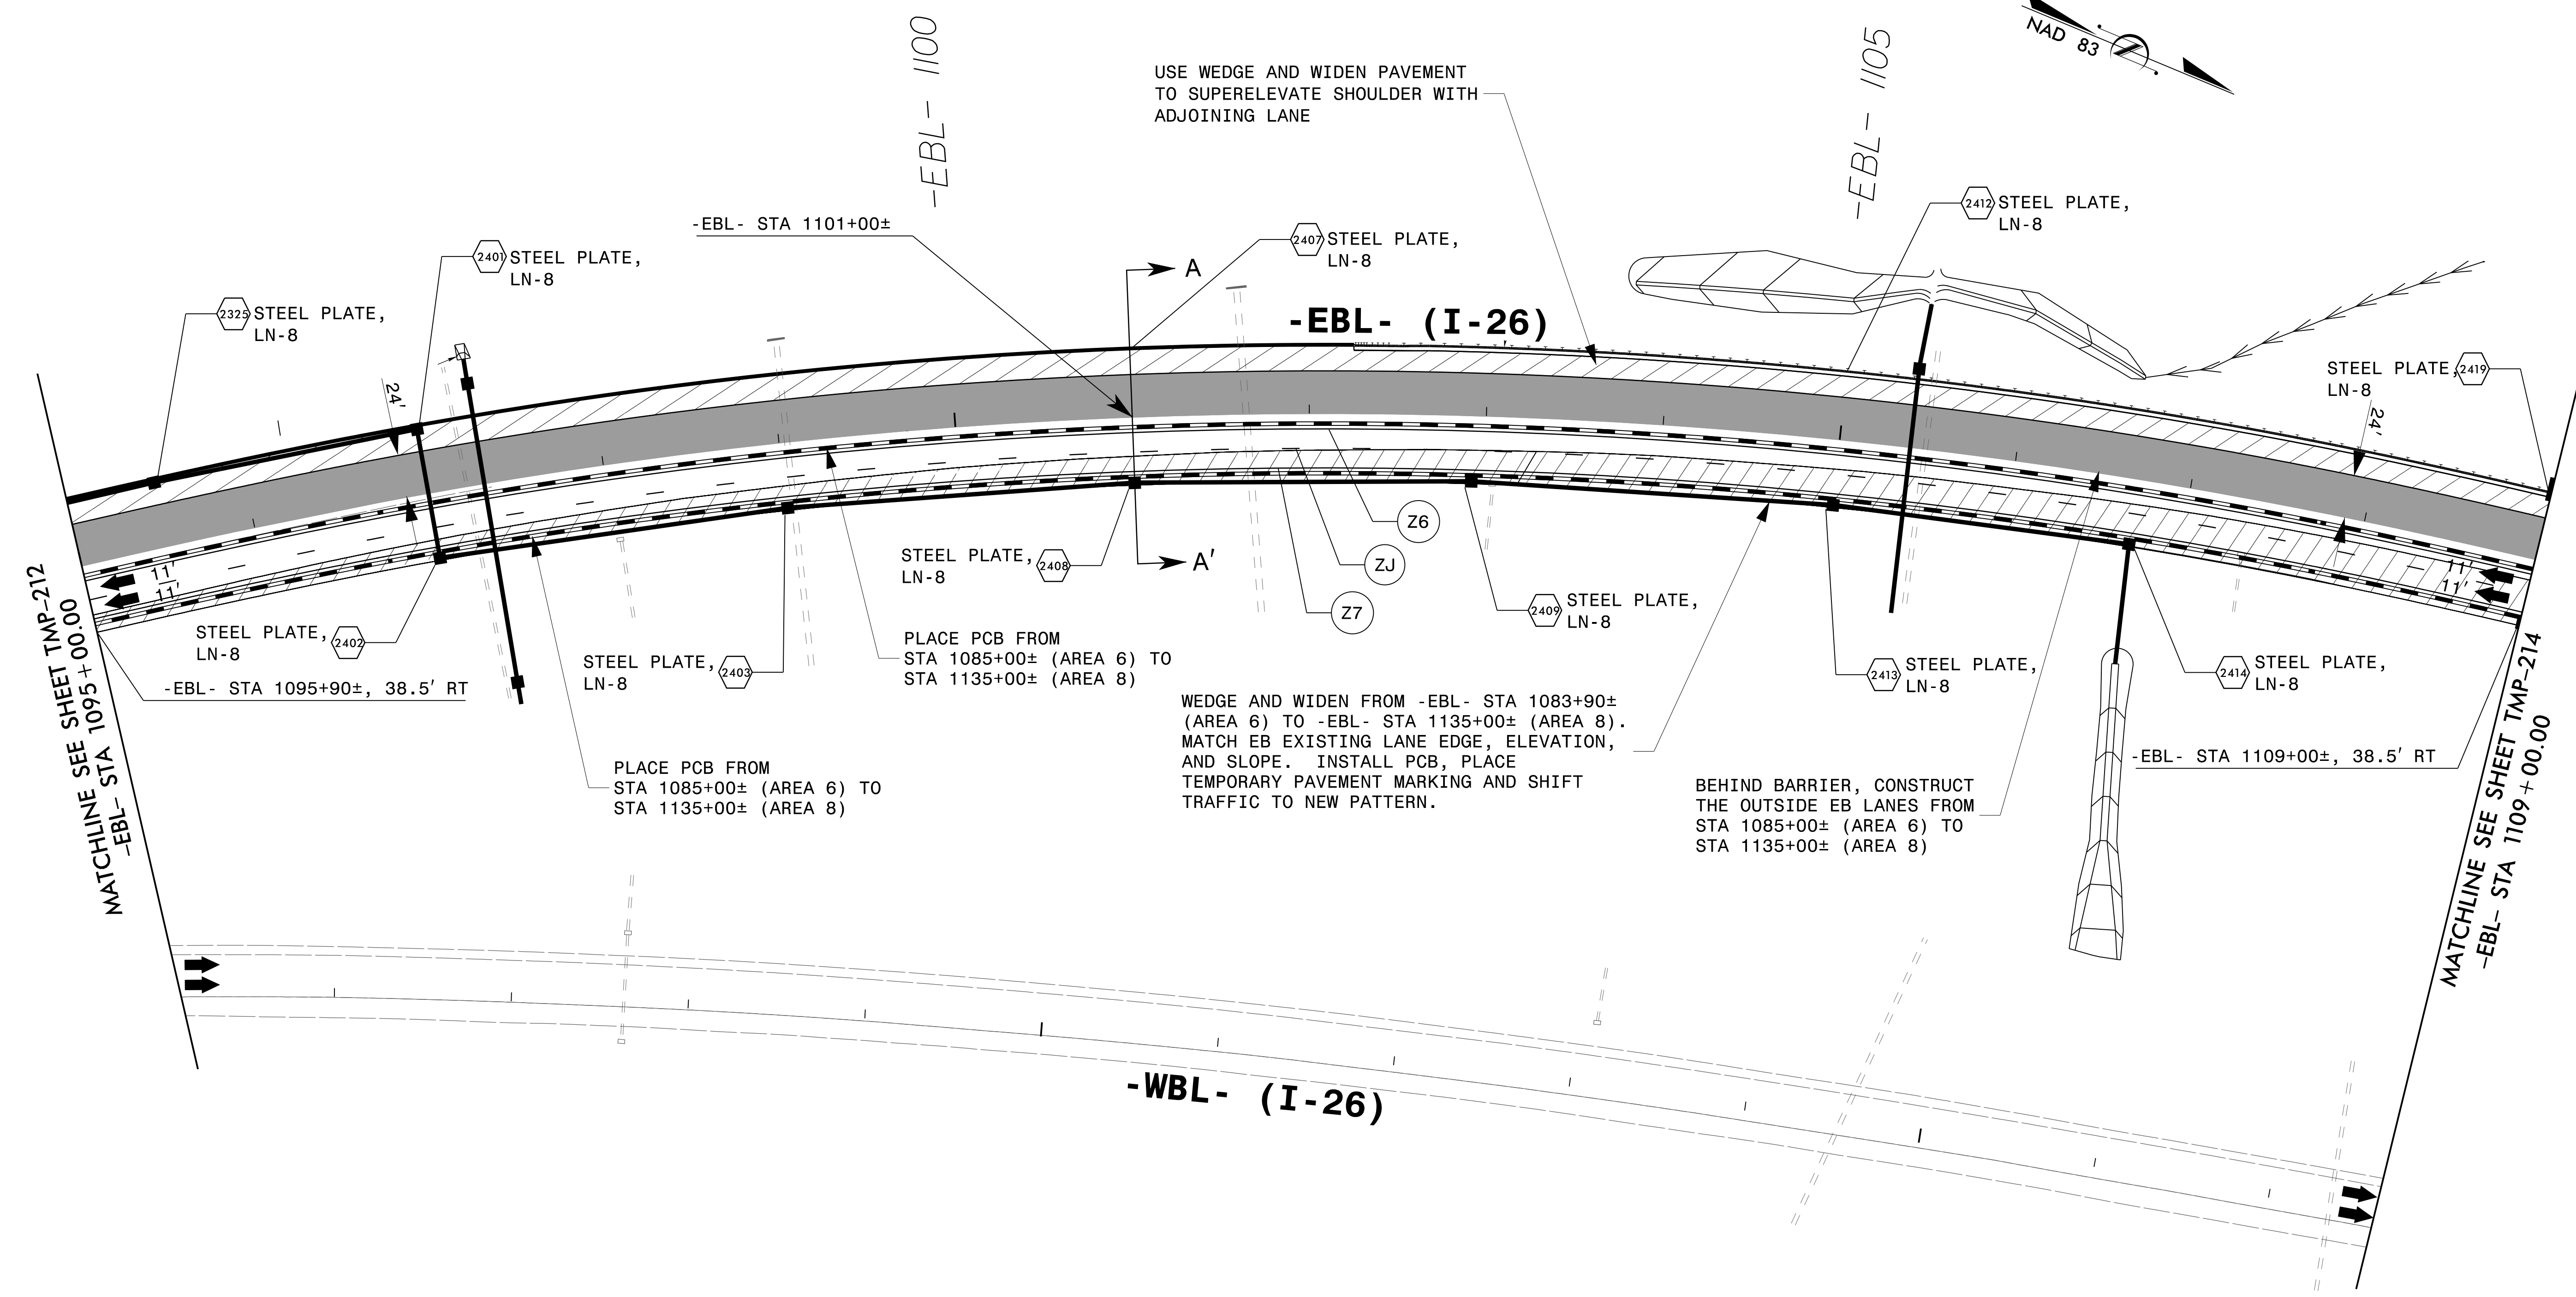 -EBL- 1100
-EBL- 1105
NAD 83
USE WEDGE AND WIDEN PAVEMENT
TO SUPERELEVATE SHOULDER WITH
ADJOINING LANE
-EBL- STA 1101+00±
2412
STEEL PLATE,
LN-8
2401
STEEL PLATE,
LN-8
2407
STEEL PLATE,
LN-8
A
2325
STEEL PLATE,
LN-8
-EBL- (I-26)
STEEL PLATE,
LN-8
2419
24'
24'
11'
11'
11'
11'
Z6
ZJ
Z7
STEEL PLATE,
LN-8
2408
A'
2409
STEEL PLATE,
LN-8
STEEL PLATE,
LN-8
2402
STEEL PLATE,
LN-8
2403
PLACE PCB FROM
STA 1085+00± (AREA 6) TO
STA 1135+00± (AREA 8)
2413
STEEL PLATE,
LN-8
2414
STEEL PLATE,
LN-8
-EBL- STA 1095+90±, 38.5' RT
MATCHLINE SEE SHEET TMP-212
-EBL- STA 1095+00.00
WEDGE AND WIDEN FROM -EBL- STA 1083+90±
(AREA 6) TO -EBL- STA 1135+00± (AREA 8).
MATCH EB EXISTING LANE EDGE, ELEVATION,
AND SLOPE. INSTALL PCB, PLACE
TEMPORARY PAVEMENT MARKING AND SHIFT
TRAFFIC TO NEW PATTERN.
PLACE PCB FROM
STA 1085+00± (AREA 6) TO
STA 1135+00± (AREA 8)
BEHIND BARRIER, CONSTRUCT
THE OUTSIDE EB LANES FROM
STA 1085+00± (AREA 6) TO
STA 1135+00± (AREA 8)
-EBL- STA 1109+00±, 38.5' RT
MATCHLINE SEE SHEET TMP-214
-EBL- STA 1109+00.00
-WBL- (I-26)